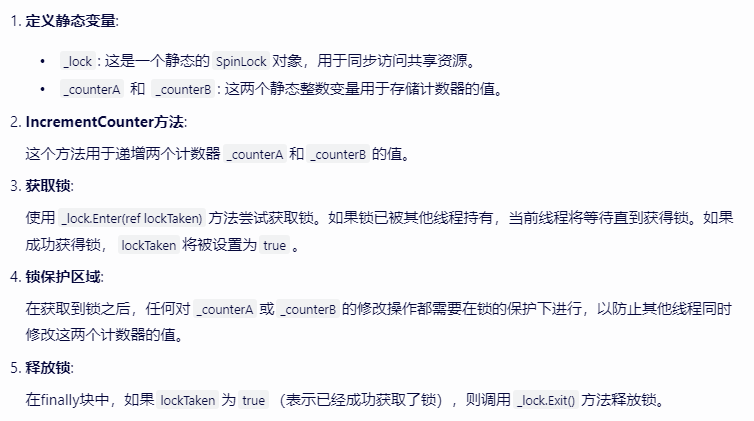 1. 定义静态变量:
• _lock : 这是一个静态的 SpinLock 对象，用于同步访问共享资源。
• _counterA 和 _counterB : 这两个静态整数变量用于存储计数器的值。
2. IncrementCounter方法:
这个方法用于递增两个计数器 _counterA 和 _counterB 的值。
3. 获取锁:
使用 _lock.Enter(ref lockTaken) 方法尝试获取锁。如果锁已被其他线程持有，当前线程将等待直到获得锁。如果
成功获得锁， lockTaken 将被设置为 true 。
4. 锁保护区域:
在获取到锁之后，任何对 _counterA 或 _counterB 的修改操作都需要在锁的保护下进行，以防止其他线程同时
修改这两个计数器的值。
5. 释放锁:
在finally块中，如果 lockTaken 为 true （表示已经成功获取了锁）, 则调用 _lock.Exit() 方法释放锁。